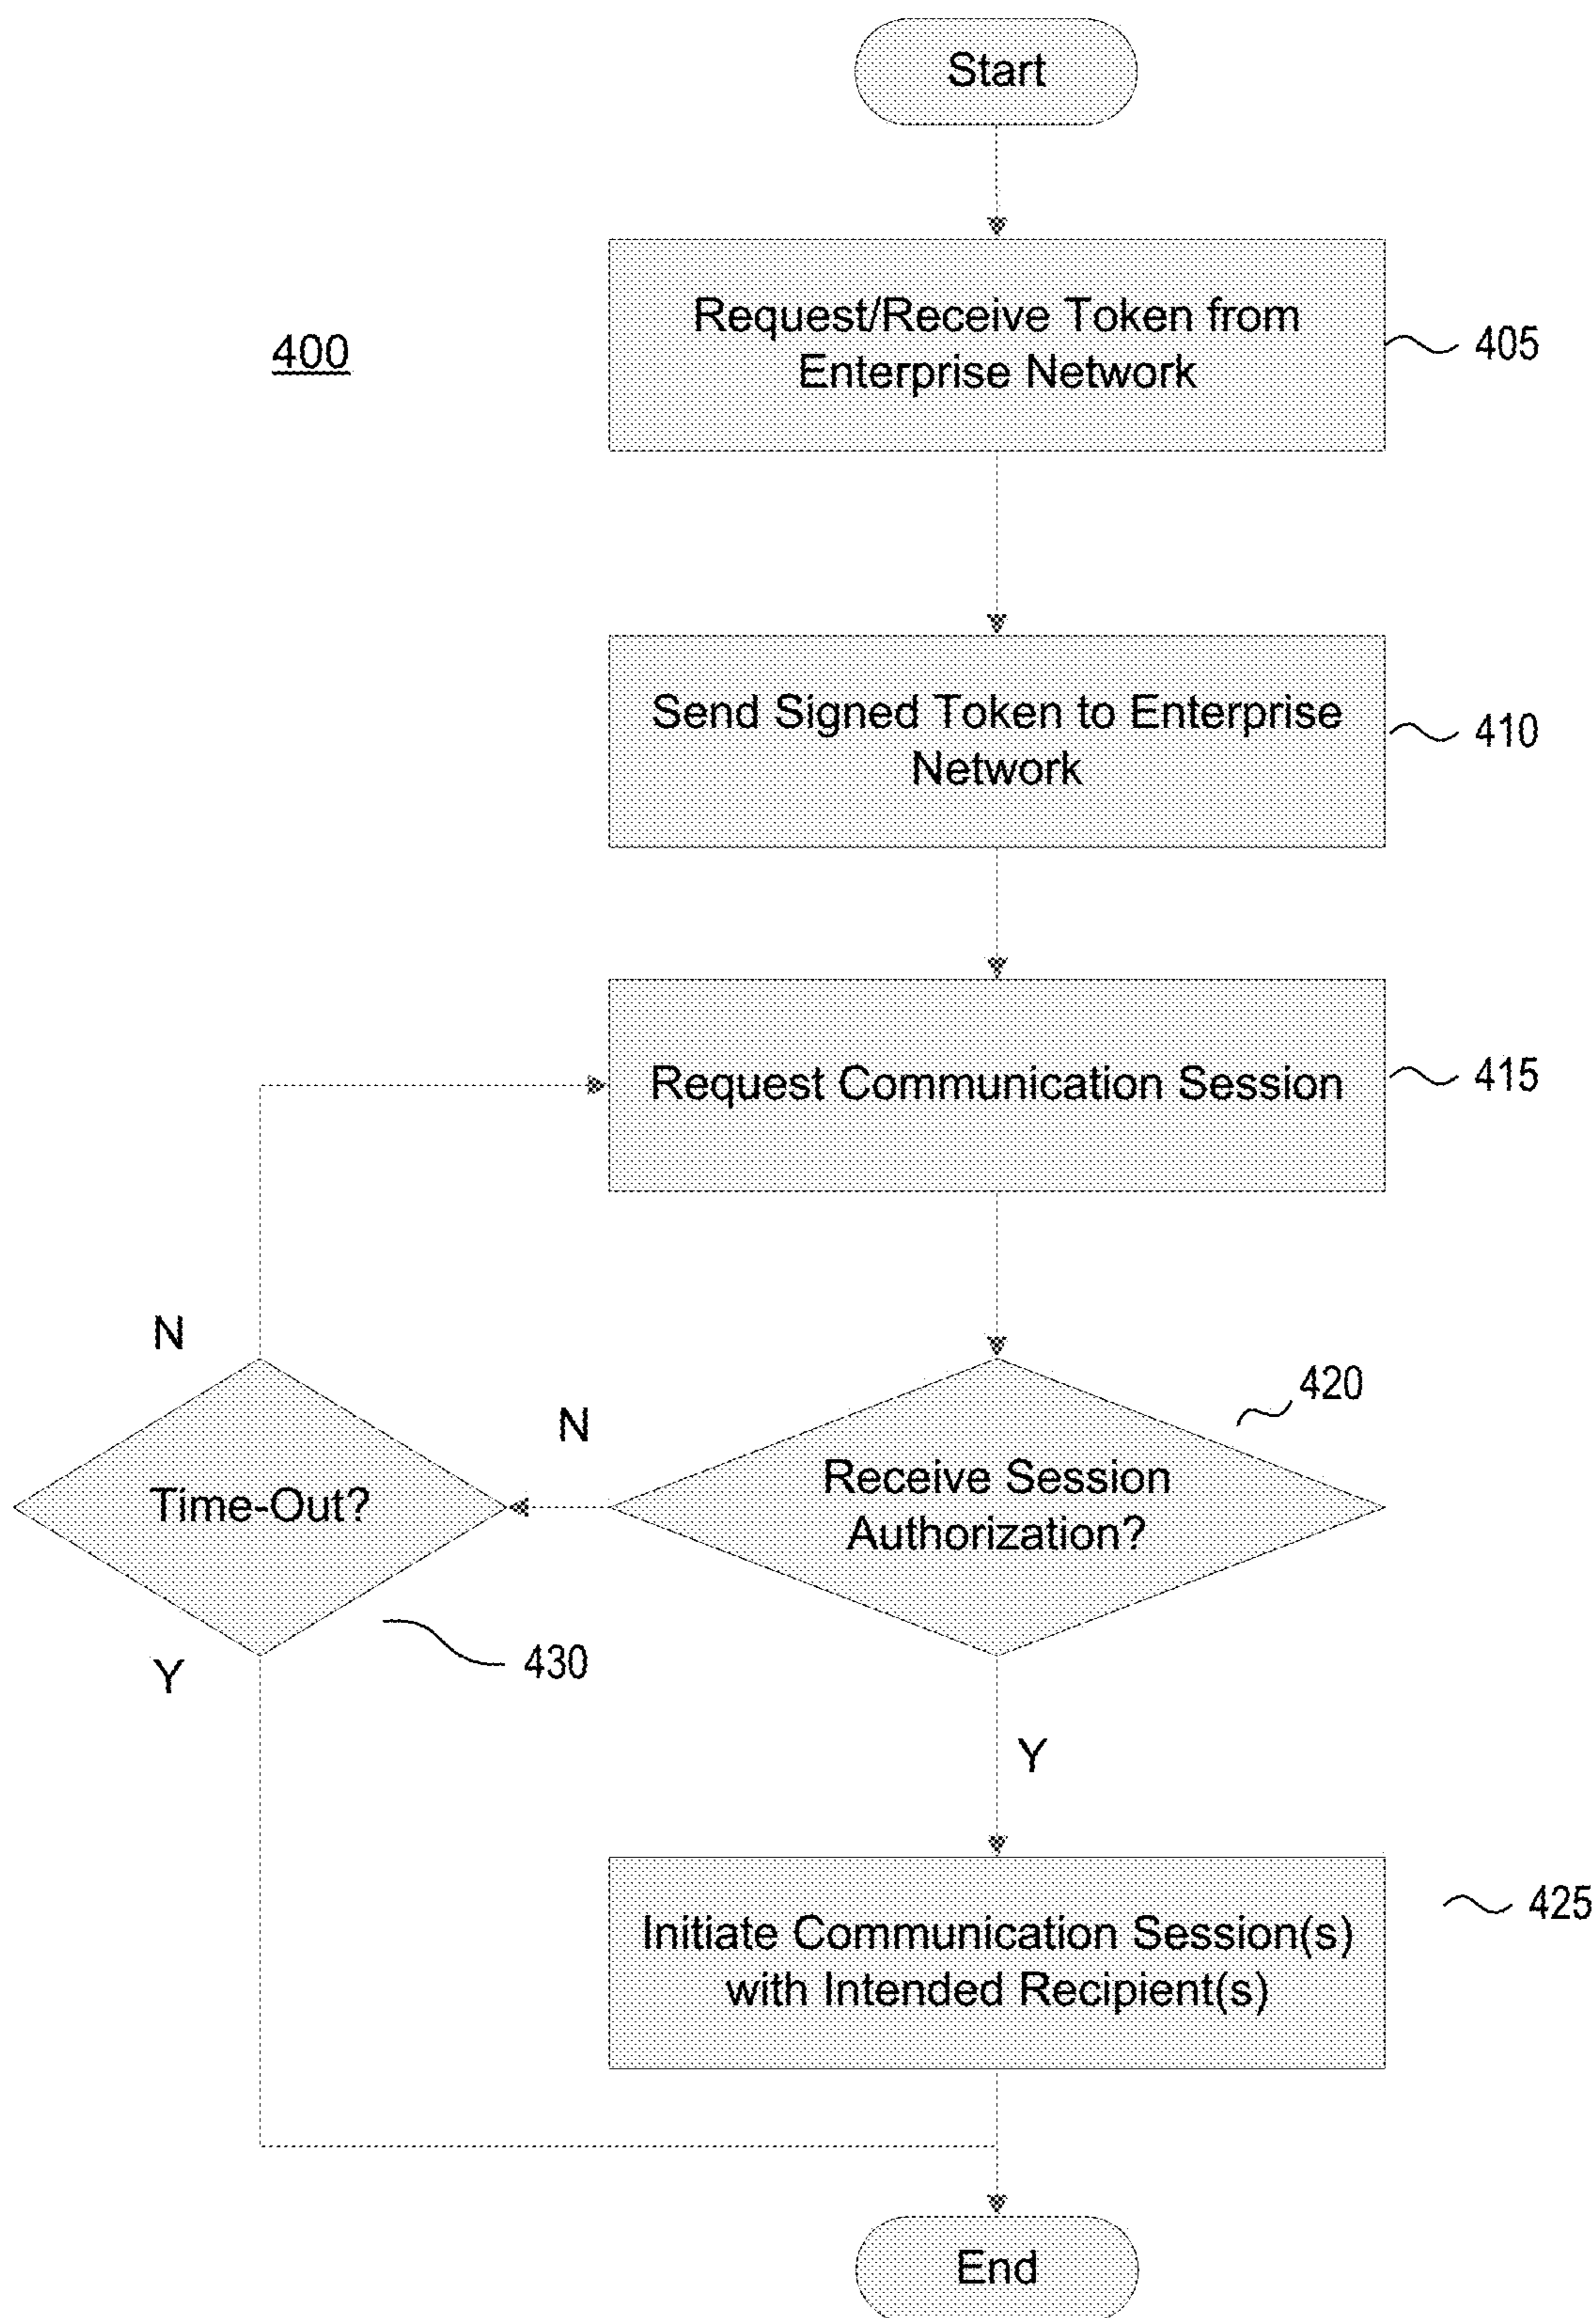 Start
400
Request/Receive Token from
Enterprise Network
405
Send Signed Token to Enterprise
Network
410
Request Communication Session
415
N
420
N
Receive Session
Authorization?
Time-Out?
430
Y
Y
425
Initiate Communication Session(s)
with Intended Recipient(s)
End